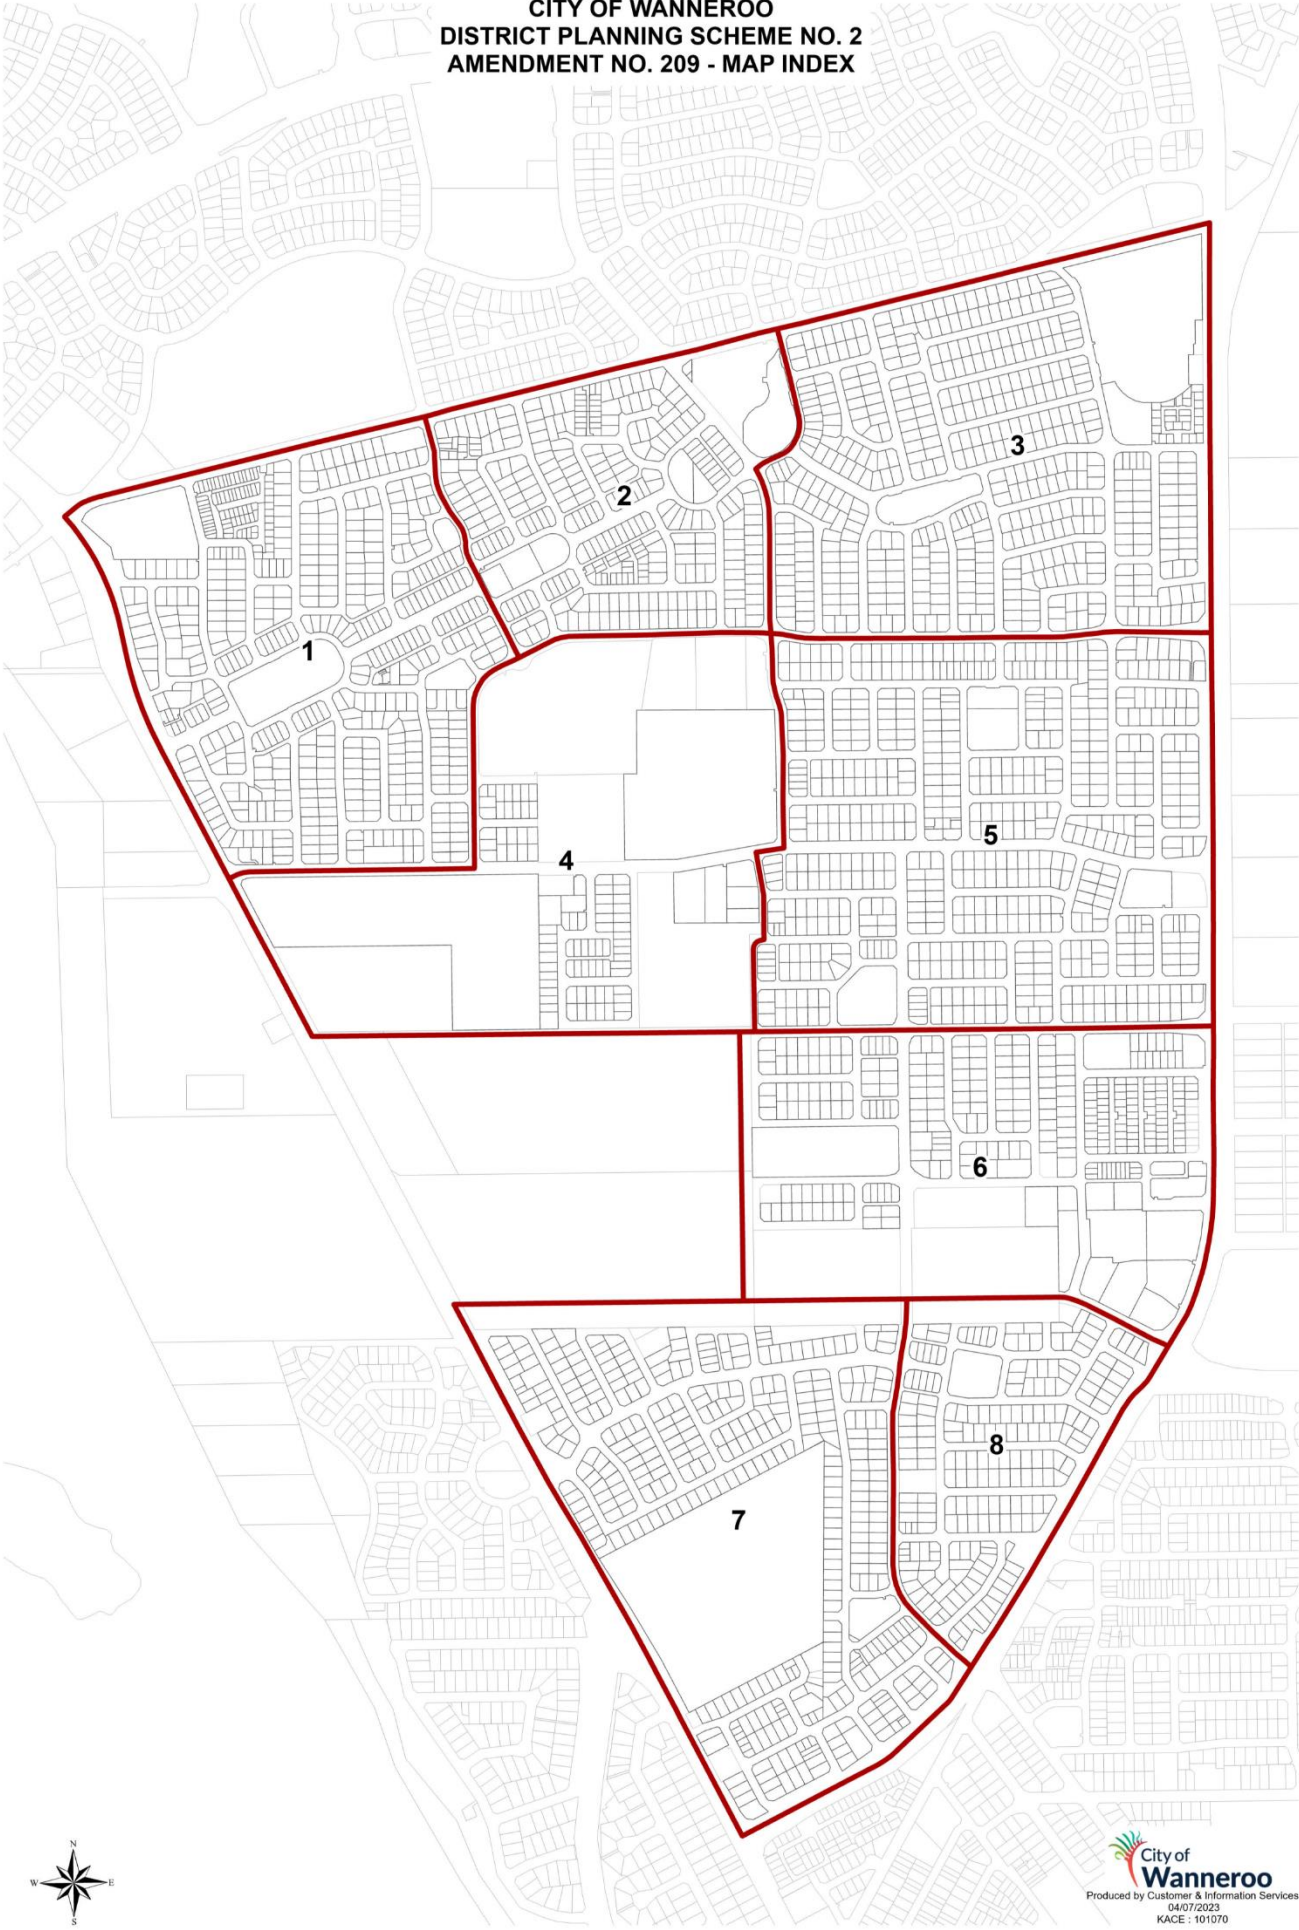 CITY OF WANNEROO
DISTRICT PLANNING SCHEME NO. 2
AMENDMENT NO. 209 - MAP INDEX
3
2
1
5
4
6
8
7
N
W E
S
City of
Wanneroo
Produced by Customer & Information Services
04/07/2023
KACE : 101070